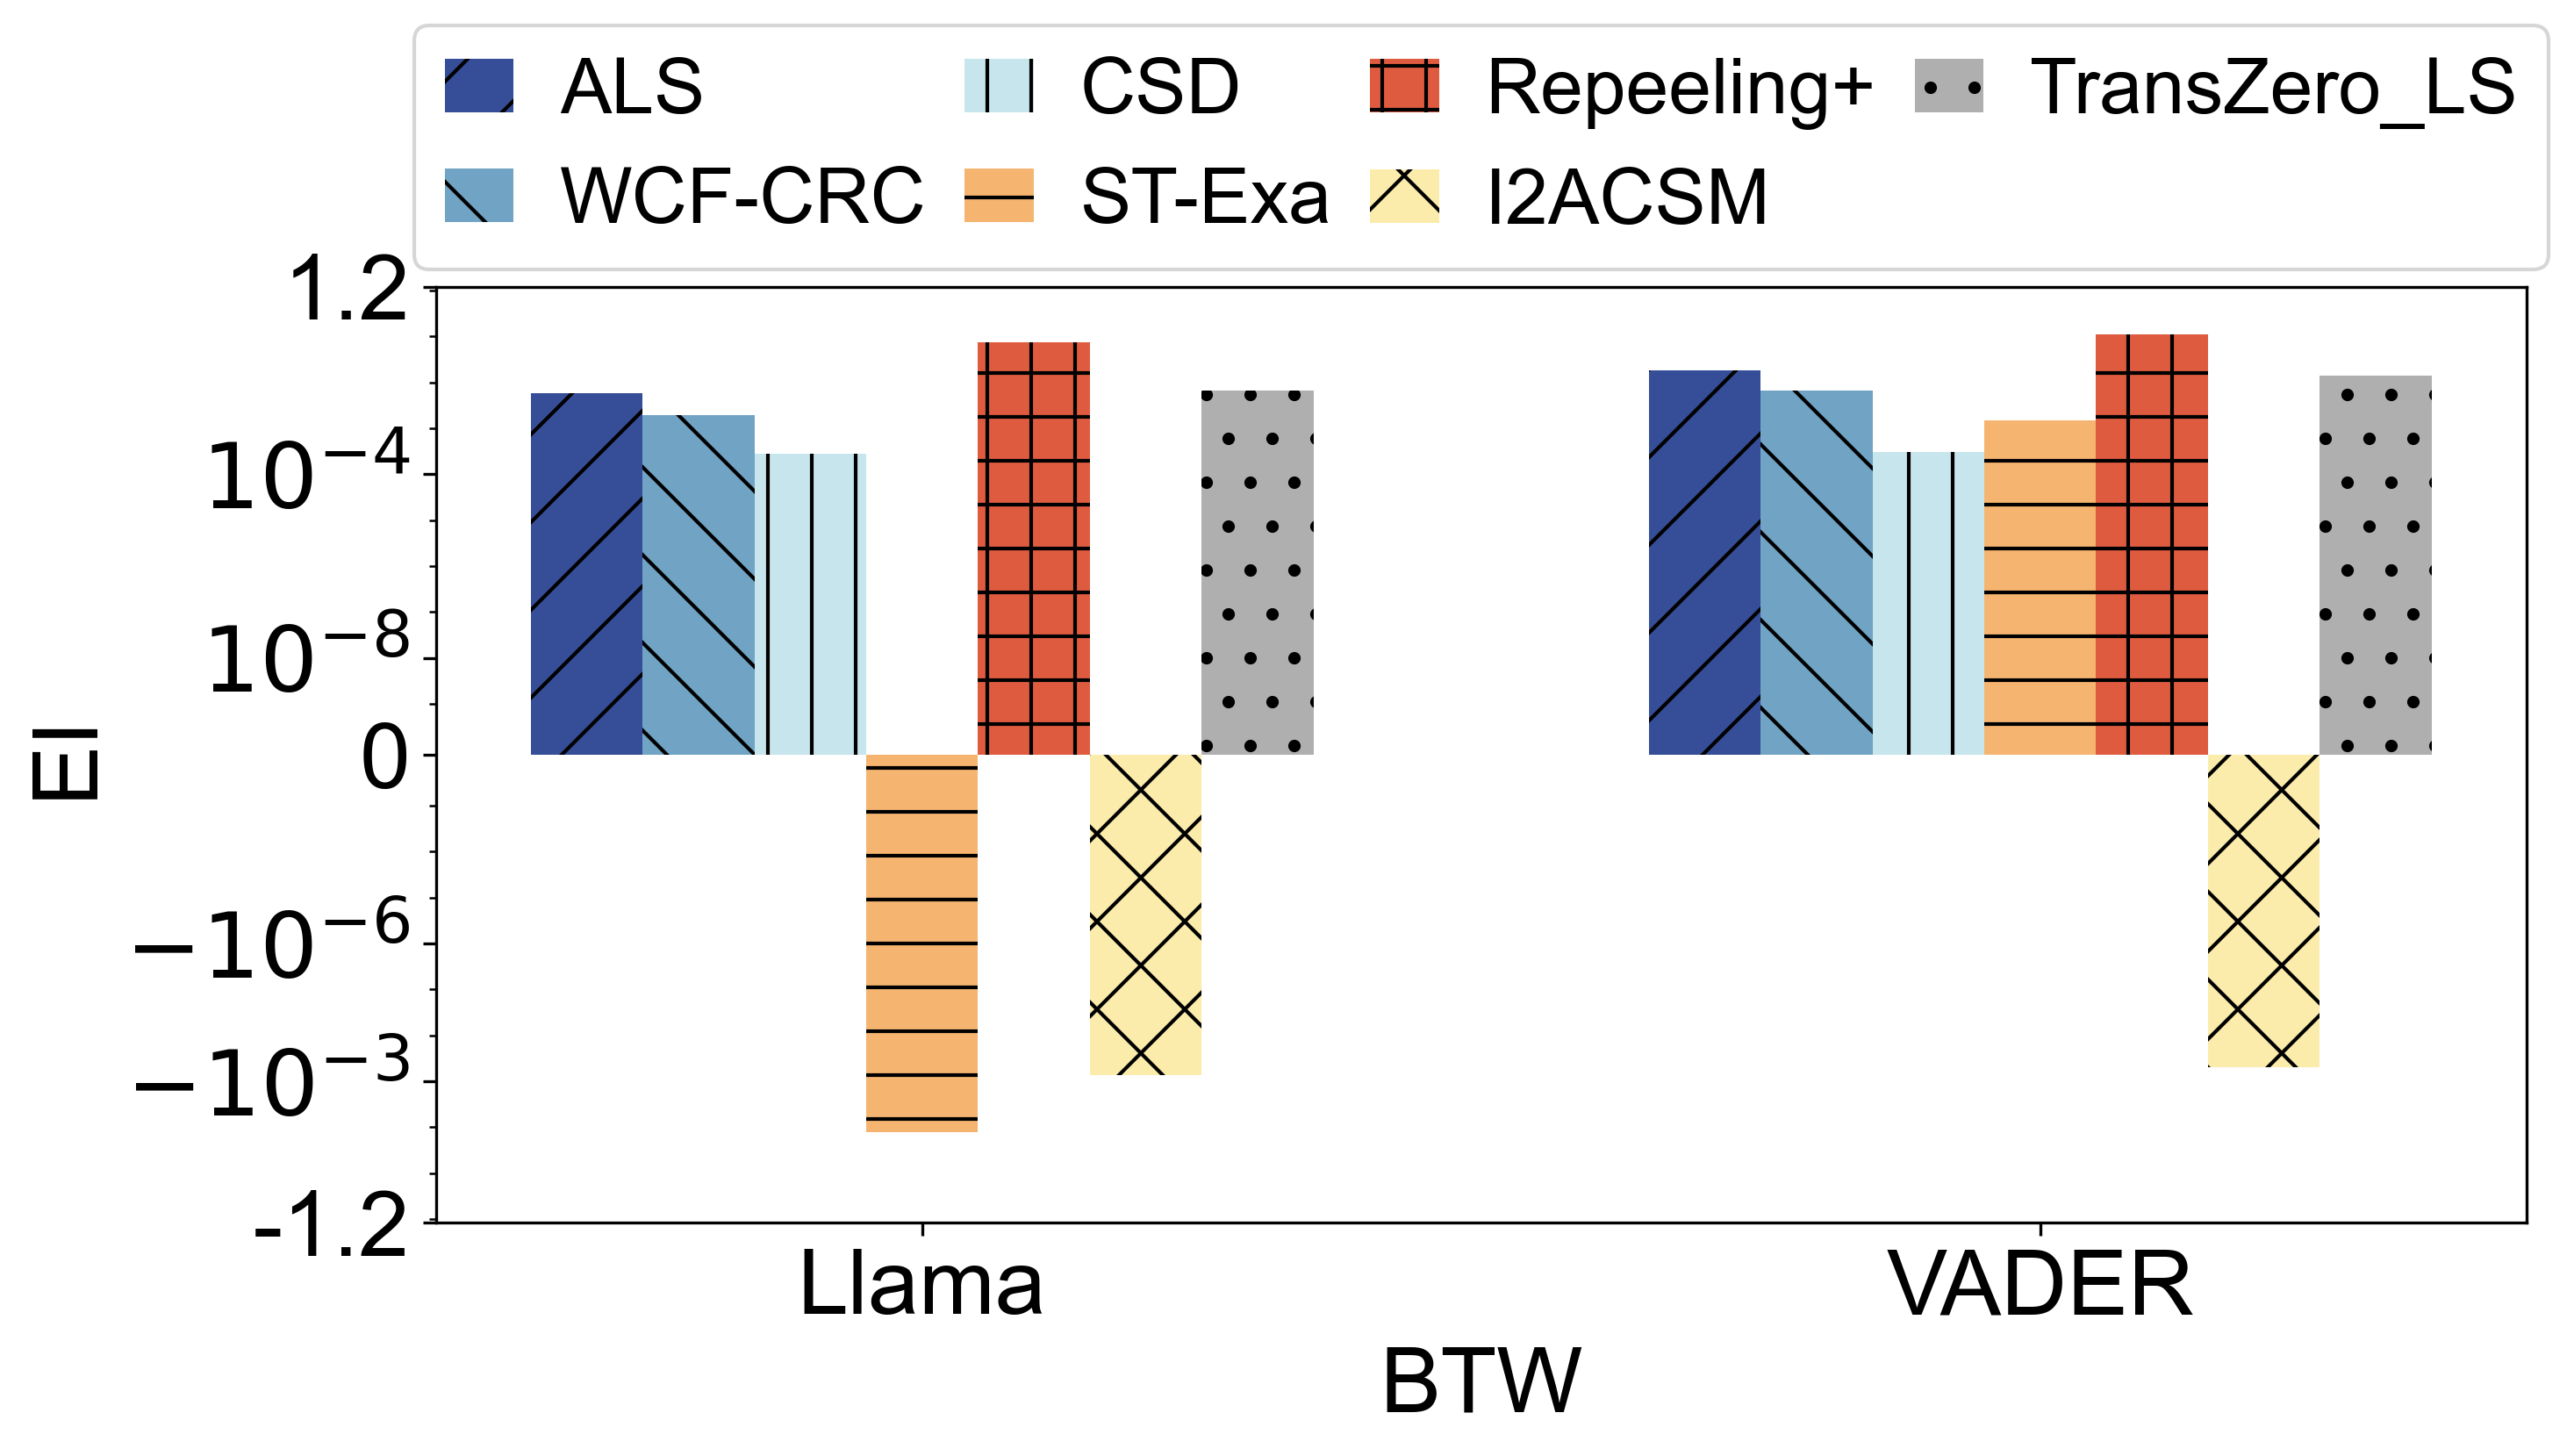 ALS CSD Repeeling+ TransZero_LS
WCF-CRC ST-Exa I2ACSM
1.2
10⁻⁴
10⁻⁸
0
−10⁻⁶
−10⁻³
-1.2
EI
Llama VADER
BTW